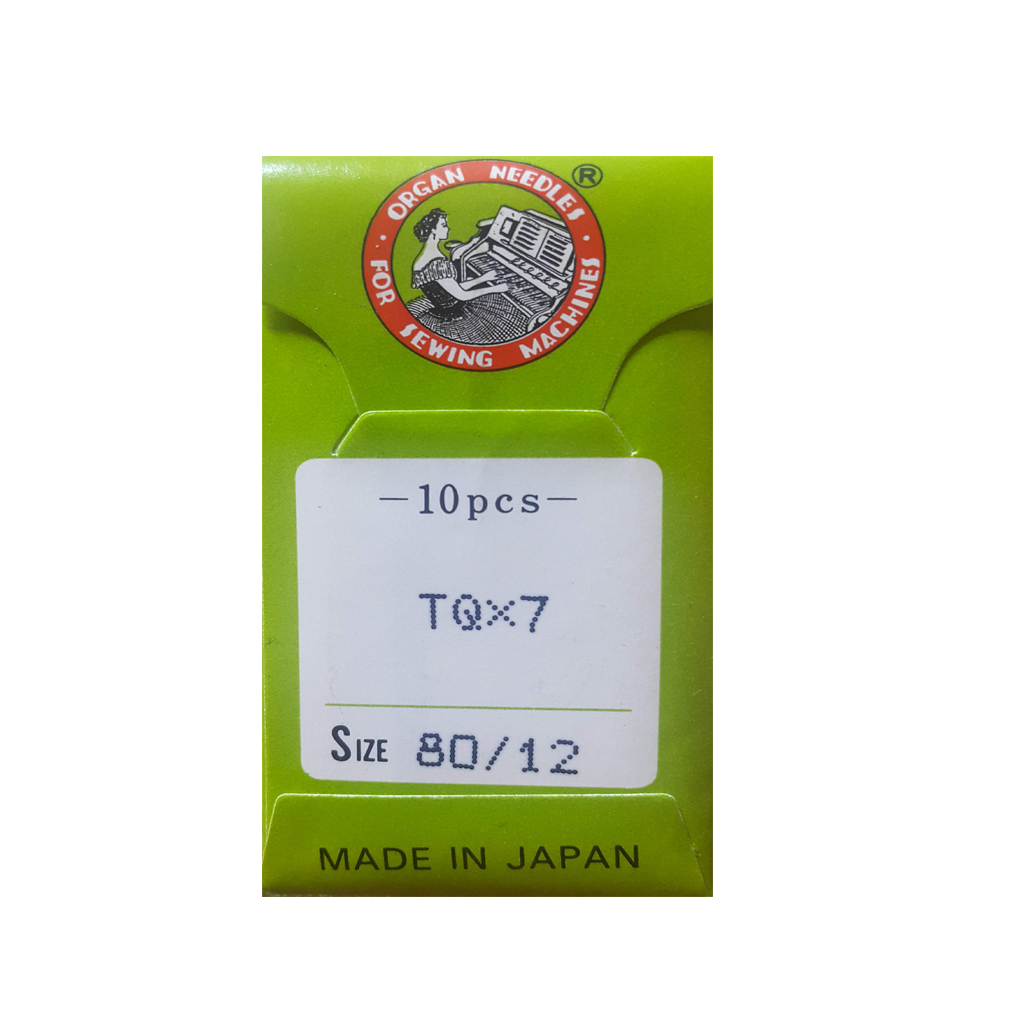 ORGAN NEEDLES ®
· FOR SEWING MACHINES ·
—10pcs—
TQ×7
SIZE 80/12
MADE IN JAPAN